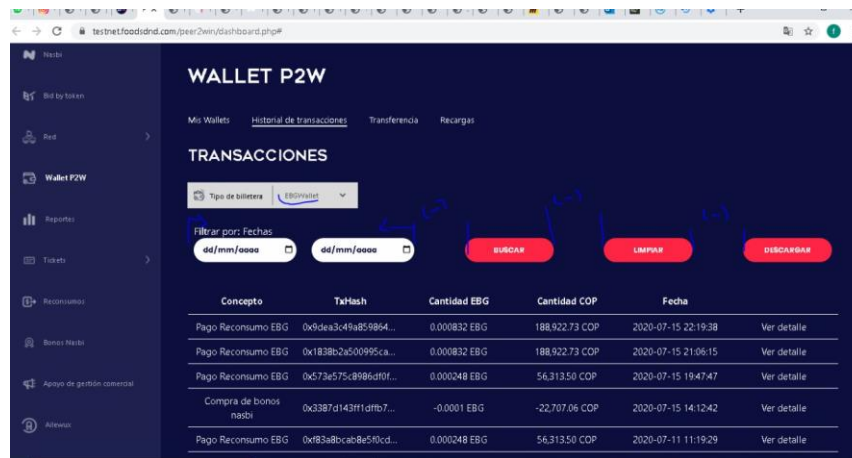 testnet.foodsdnd.com/peer2win/dashboard.php#
Nasbi
Bid by token
Red
Wallet P2W
Reportes
Tickets
Reconsumos
Bonos Nasbi
Apoyo de gestión comercial
WALLET P2W
Mis Wallets Historial de transacciones Transferencia Recargas
TRANSACCIONES
Tipo de billetera EBGWallet
Filtrar por: Fechas
dd/mm/aaaa dd/mm/aaaa BUSCAR LIMPIAR DESCARGAR
Concepto TxHash Cantidad EBG Cantidad COP Fecha
Pago Reconsumo EBG 0x9dea3c49a859864... 0.000832 EBG 188,922.73 COP 2020-07-15 22:19:38 Ver detalle
Pago Reconsumo EBG 0x1838b2a500995ca... 0.000832 EBG 188,922.73 COP 2020-07-15 21:06:15 Ver detalle
Pago Reconsumo EBG 0x573e575c8986df0f... 0.000248 EBG 56,313.50 COP 2020-07-15 19:47:47 Ver detalle
Compra de bonos
nasbi 0x3387d143ff1dffb7... -0.0001 EBG -22,707.06 COP 2020-07-15 14:12:42 Ver detalle
Pago Reconsumo EBG 0xf83a8bcab8e5f0cd... 0.000248 EBG 56,313.50 COP 2020-07-11 11:19:29 Ver detalle